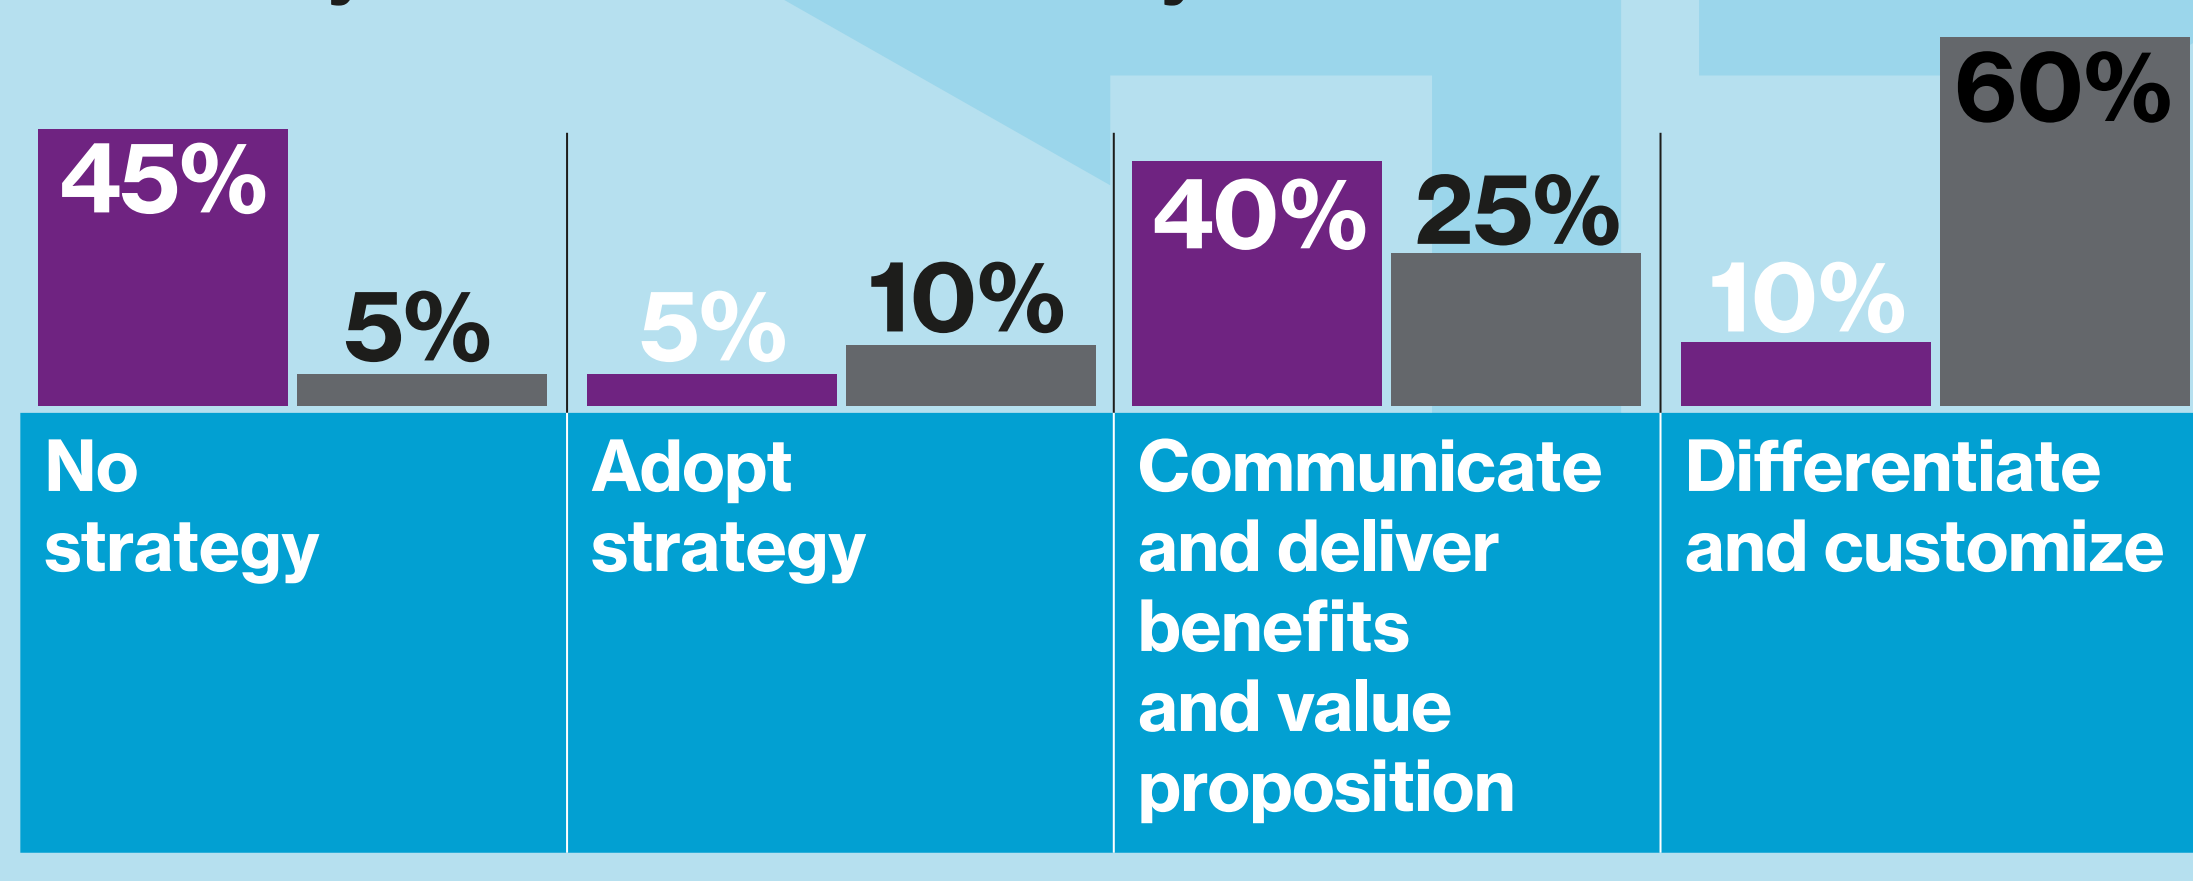 45%
5%
5%
10%
40%
25%
10%
60%
No
strategy
Adopt
strategy
Communicate
and deliver
benefits
and value
proposition
Differentiate
and customize